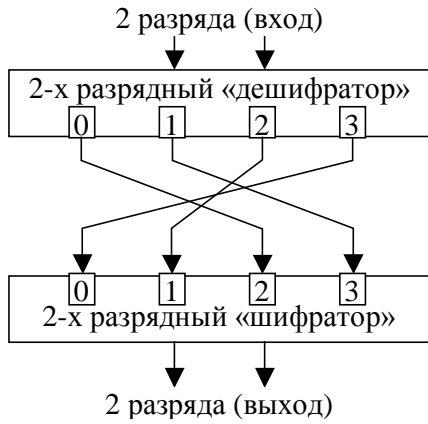 2 разряда (вход)
2-х разрядный «дешифратор»
0 1 2 3
0 1 2 3
2-х разрядный «шифратор»
2 разряда (выход)